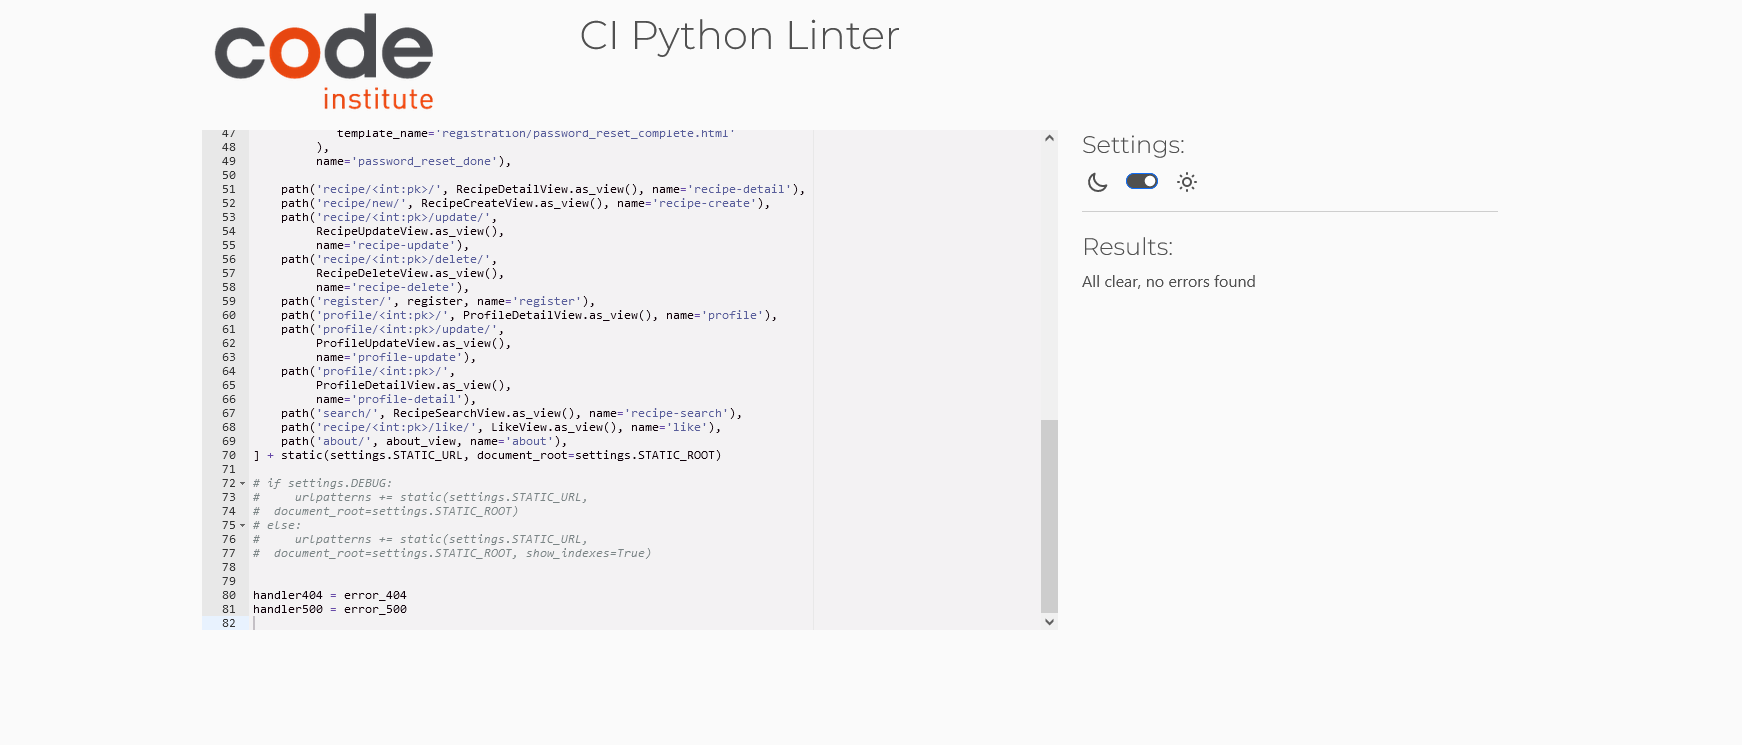 code
institute
CI Python Linter
47 template_name='registration/password_reset_complete.html'
48 ),
49 name='password_reset_done'),
50
51 path('recipe/<int:pk>/', RecipeDetailView.as_view(), name='recipe-detail'),
52 path('recipe/new/', RecipeCreateView.as_view(), name='recipe-create'),
53 path('recipe/<int:pk>/update/',
54 RecipeUpdateView.as_view(),
55 name='recipe-update'),
56 path('recipe/<int:pk>/delete/',
57 RecipeDeleteView.as_view(),
58 name='recipe-delete'),
59 path('register/', register, name='register'),
60 path('profile/<int:pk>/', ProfileDetailView.as_view(), name='profile'),
61 path('profile/<int:pk>/update/',
62 ProfileUpdateView.as_view(),
63 name='profile-update'),
64 path('profile/<int:pk>/',
65 ProfileDetailView.as_view(),
66 name='profile-detail'),
67 path('search/', RecipeSearchView.as_view(), name='recipe-search'),
68 path('recipe/<int:pk>/like/', LikeView.as_view(), name='like'),
69 path('about/', about_view, name='about'),
70 ] + static(settings.STATIC_URL, document_root=settings.STATIC_ROOT)
71
72 # if settings.DEBUG:
73 #     urlpatterns += static(settings.STATIC_URL,
74 #  document_root=settings.STATIC_ROOT)
75 # else:
76 #     urlpatterns += static(settings.STATIC_URL,
77 #  document_root=settings.STATIC_ROOT, show_indexes=True)
78
79
80 handler404 = error_404
81 handler500 = error_500
82
Settings:
Results:
All clear, no errors found